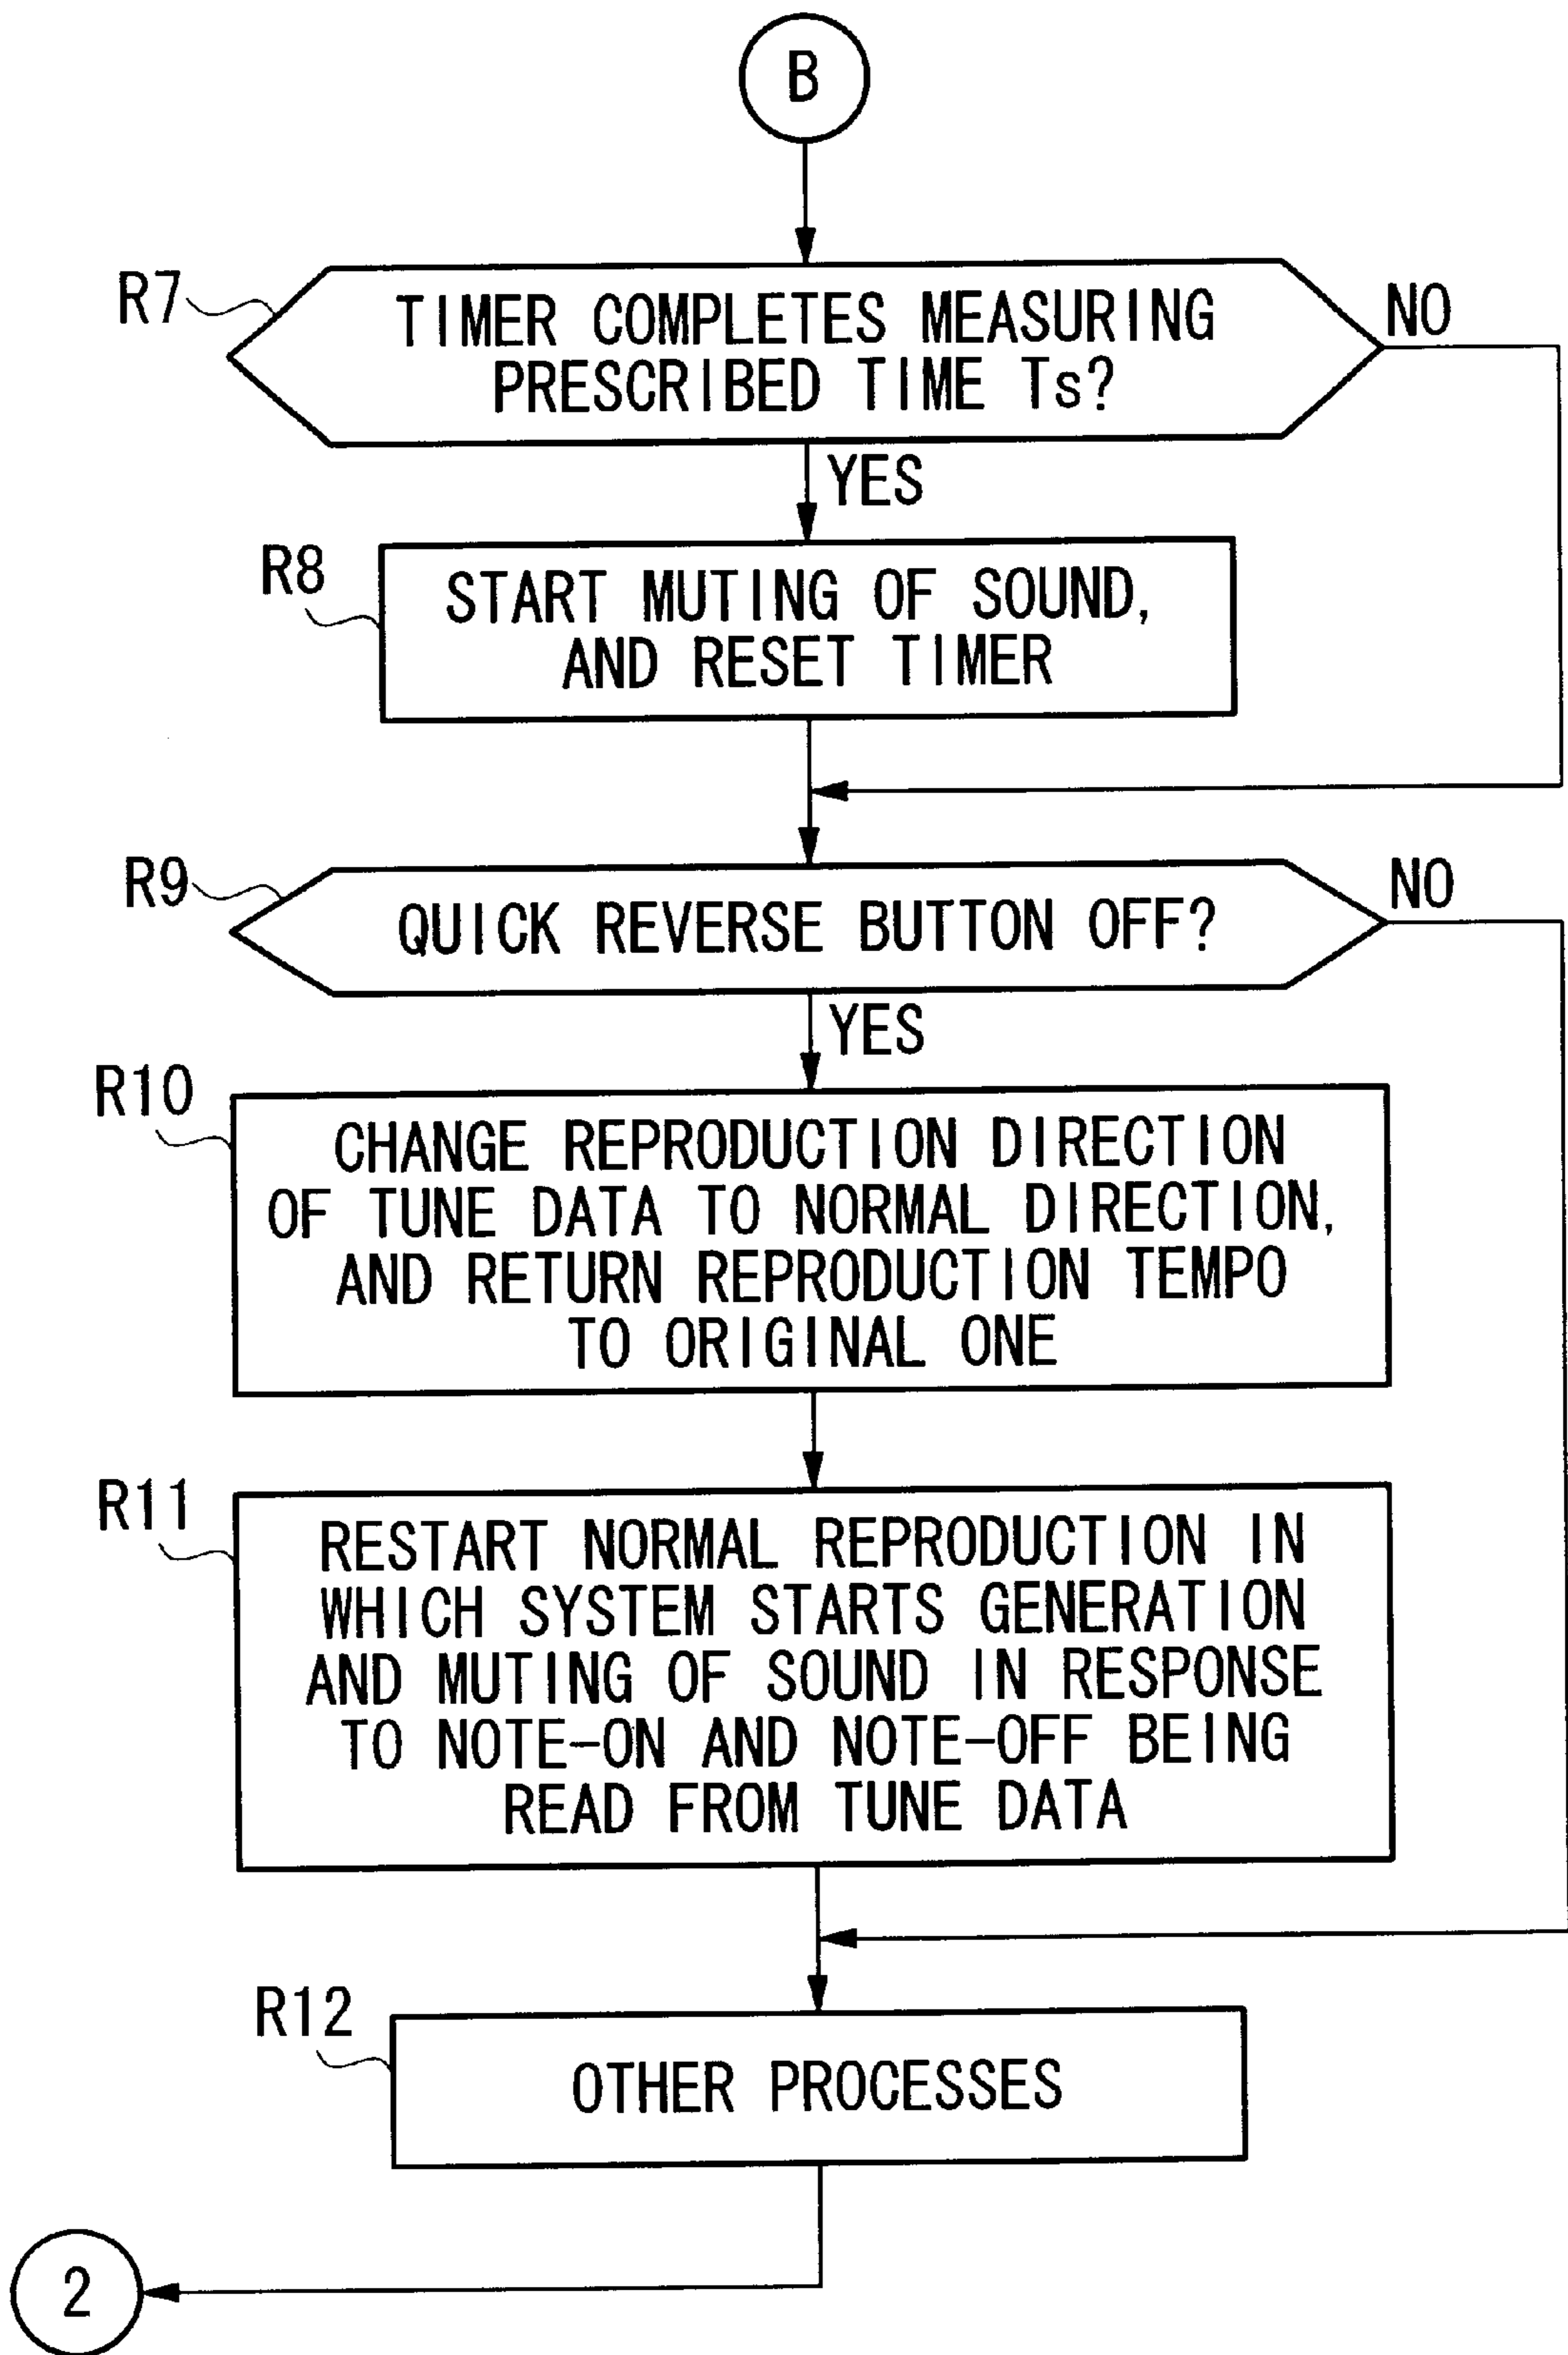 B
R7
TIMER COMPLETES MEASURING
PRESCRIBED TIME Ts?
NO
YES
R8
START MUTING OF SOUND,
AND RESET TIMER
R9
QUICK REVERSE BUTTON OFF?
NO
YES
R10
CHANGE REPRODUCTION DIRECTION
OF TUNE DATA TO NORMAL DIRECTION,
AND RETURN REPRODUCTION TEMPO
TO ORIGINAL ONE
R11
RESTART NORMAL REPRODUCTION IN
WHICH SYSTEM STARTS GENERATION
AND MUTING OF SOUND IN RESPONSE
TO NOTE-ON AND NOTE-OFF BEING
READ FROM TUNE DATA
R12
OTHER PROCESSES
2